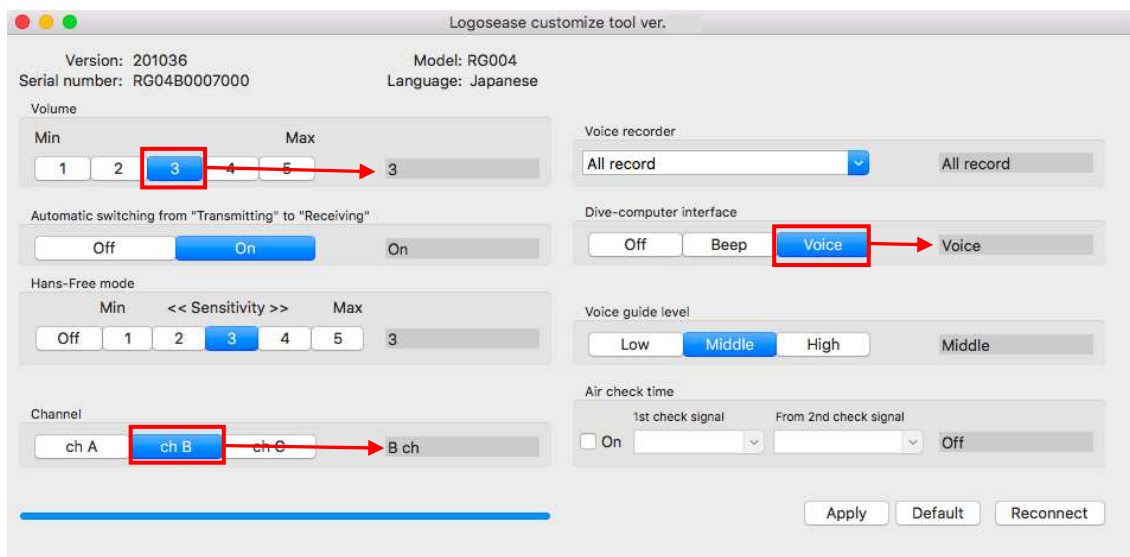 Logosease customize tool ver.
Version: 201036
Model: RG004
Serial number: RG04B0007000
Language: Japanese
Volume
Min Max
1 2 3 4 5 3
Automatic switching from "Transmitting" to "Receiving"
Off On On
Hans-Free mode
Min << Sensitivity >> Max
Off 1 2 3 4 5 3
Channel
ch A ch B ch C B ch
Voice recorder
All record All record
Dive-computer interface
Off Beep Voice Voice
Voice guide level
Low Middle High Middle
Air check time
1st check signal From 2nd check signal
On Off
Apply Default Reconnect